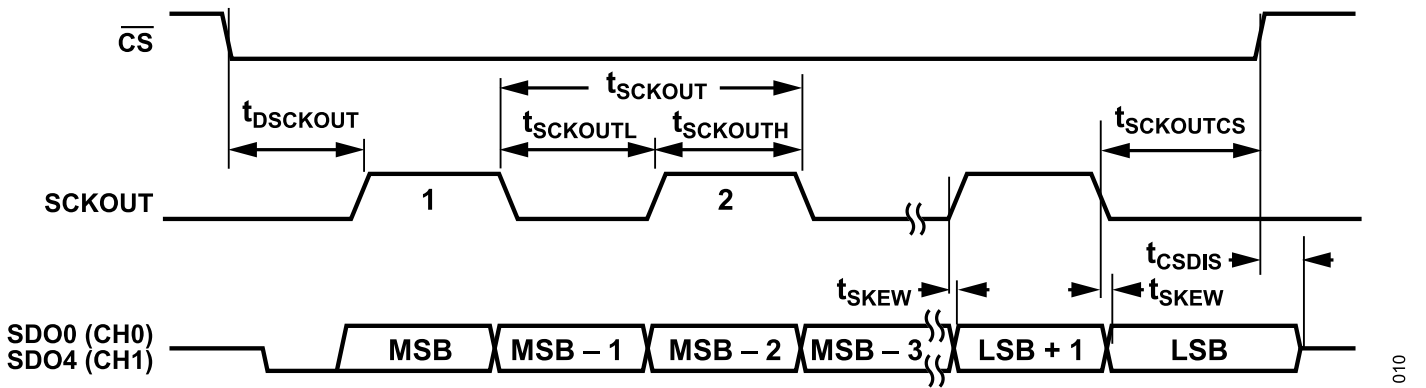 CS
tSCKOUT
tDSCKOUT
tSCKOUTL
tSCKOUTH
tSCKOUTCS
SCKOUT
1
2
tCSDIS
tSKEW
tSKEW
SDO0 (CH0)
SDO4 (CH1)
MSB
MSB – 1
MSB – 2
MSB – 3
LSB + 1
LSB
010